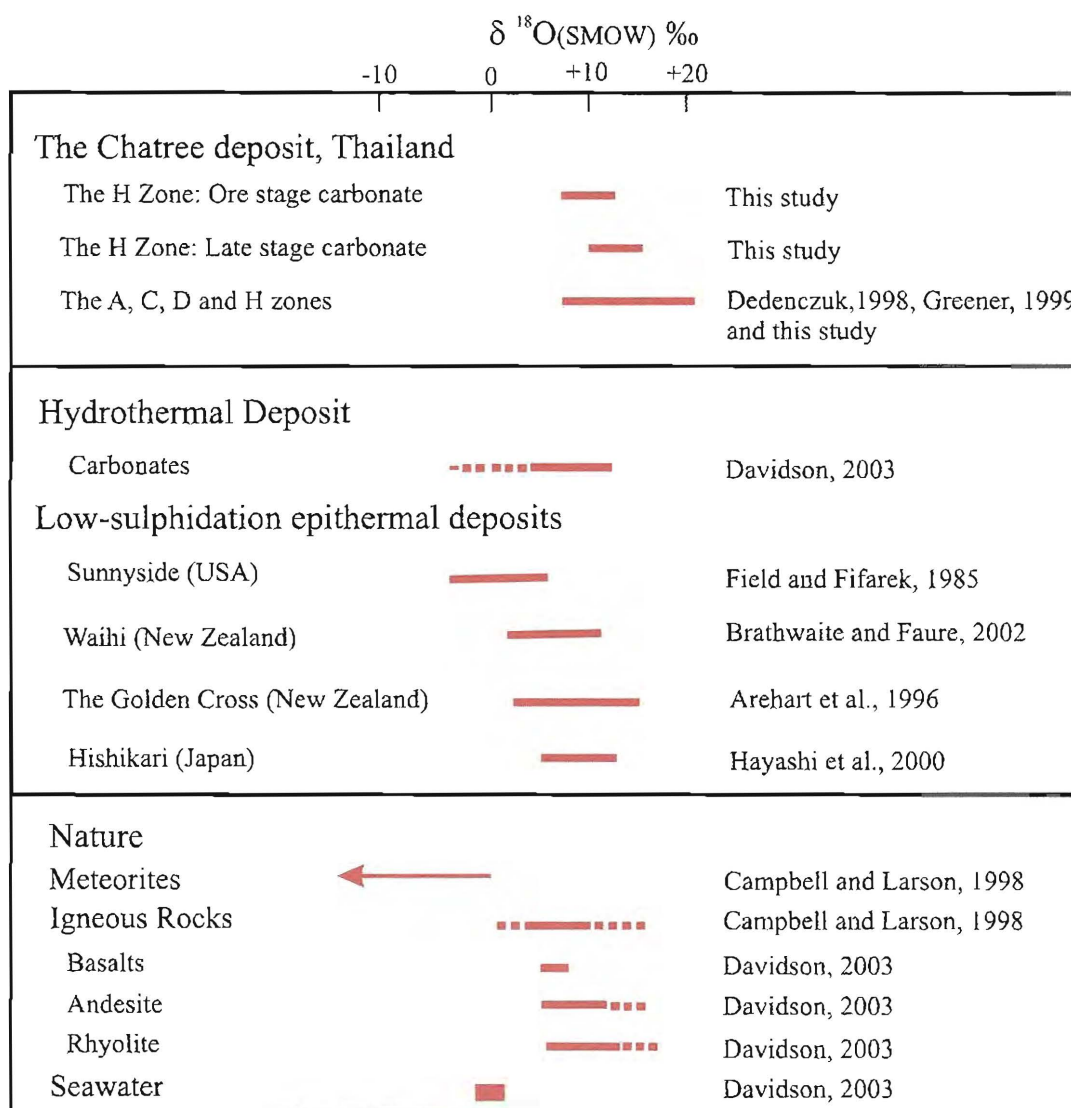 δ ¹⁸O(SMOW) ‰
-10 0 +10 +20
The Chatree deposit, Thailand
The H Zone: Ore stage carbonate This study
The H Zone: Late stage carbonate This study
The A, C, D and H zones Dedenczuk,1998, Greener, 1999
and this study
Hydrothermal Deposit
Carbonates Davidson, 2003
Low-sulphidation epithermal deposits
Sunnyside (USA) Field and Fifarek, 1985
Waihi (New Zealand) Brathwaite and Faure, 2002
The Golden Cross (New Zealand) Arehart et al., 1996
Hishikari (Japan) Hayashi et al., 2000
Nature
Meteorites Campbell and Larson, 1998
Igneous Rocks Campbell and Larson, 1998
Basalts Davidson, 2003
Andesite Davidson, 2003
Rhyolite Davidson, 2003
Seawater Davidson, 2003